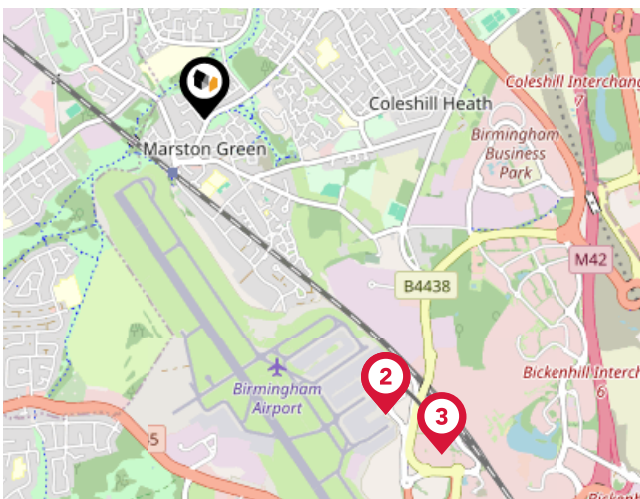 Coleshill Interchang
7
Coleshill Heath
Birmingham
Business
Park
Marston Green
M42
B4438
2
Birmingham
Airport
Bickenhill Interch
6
3
5
Bickenh